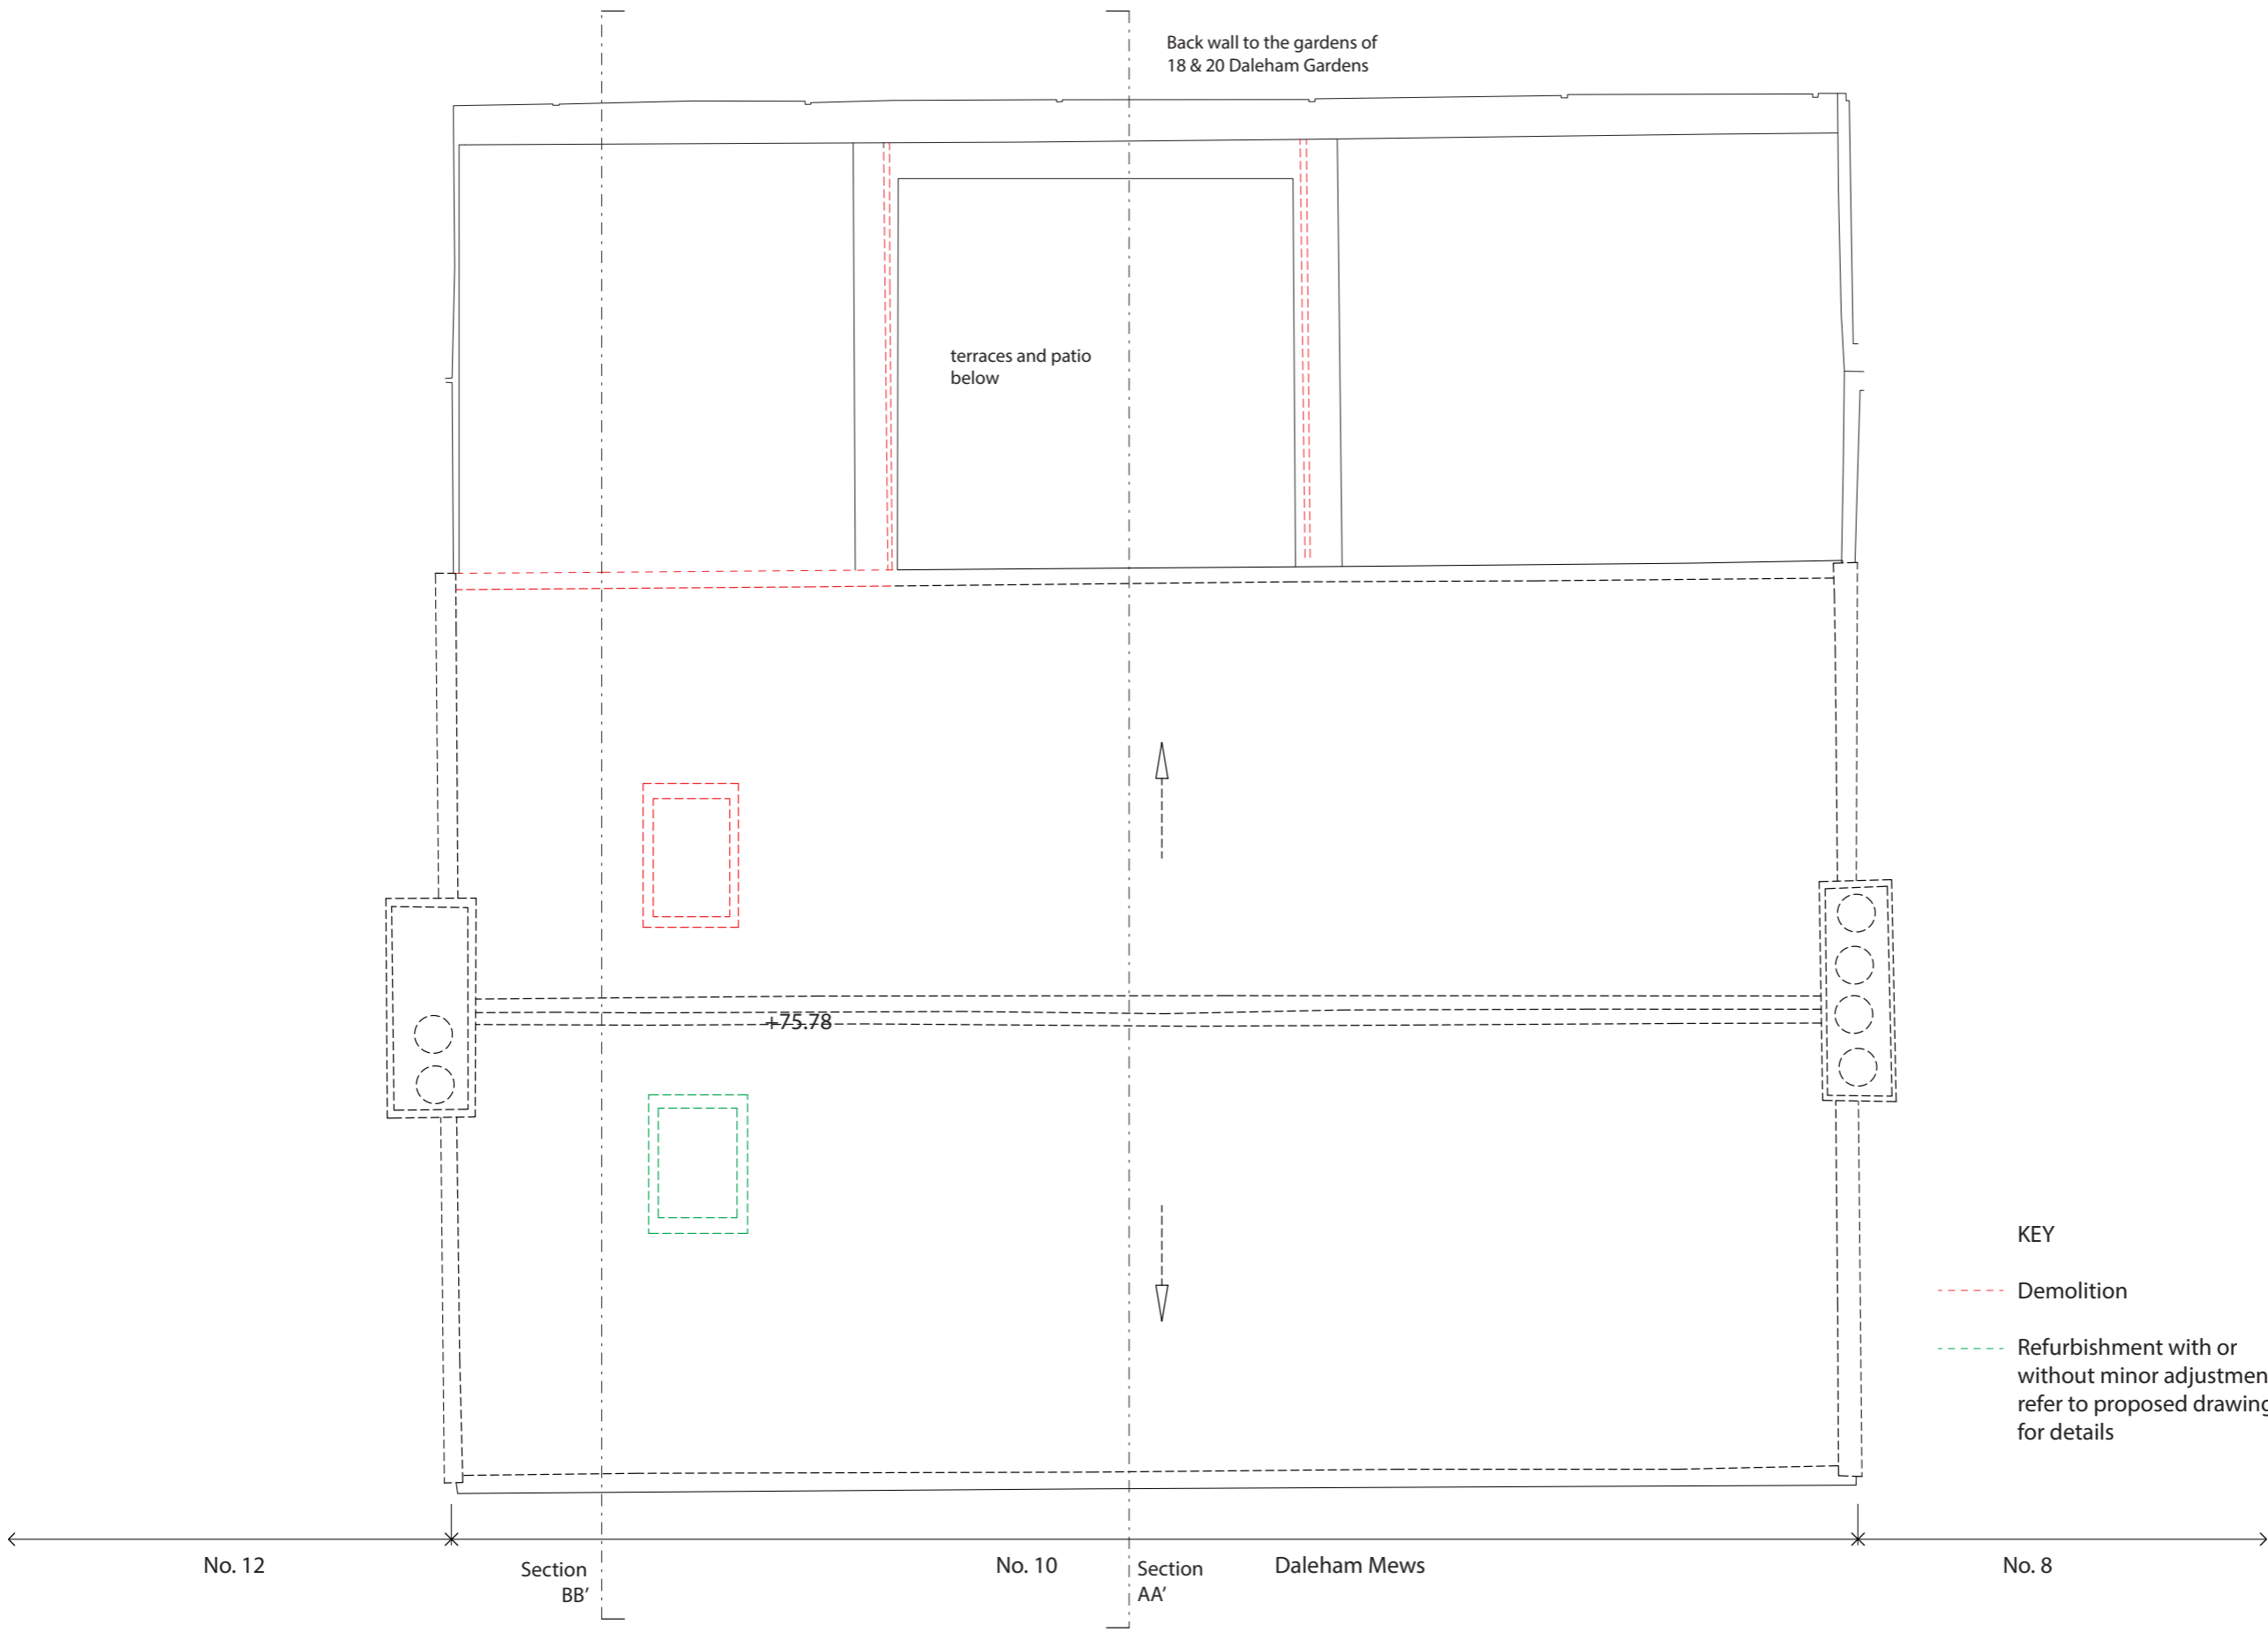 Back wall to the gardens of
18 & 20 Daleham Gardens
terraces and patio
below
+75.78
KEY
Demolition
Refurbishment with or
without minor adjustmen
refer to proposed drawing
for details
No. 12
Section
BB'
No. 10
Section
AA'
Daleham Mews
No. 8